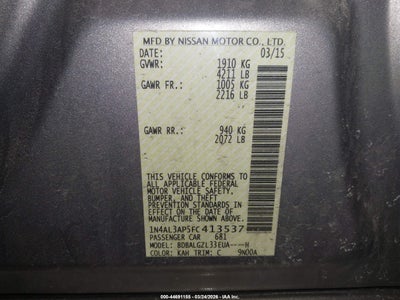 MFD BY NISSAN MOTOR CO., LTD.
DATE: 03/15
GVWR: 1910 KG
4211 LB
GAWR FR.: 1005 KG
2216 LB
GAWR RR.: 940 KG
2072 LB
THIS VEHICLE CONFORMS TO ALL
APPLICABLE FEDERAL
MOTOR VEHICLE SAFETY,
BUMPER, AND THEFT
PREVENTION STANDARDS
IN EFFECT ON THE DATE OF
MANUFACTURE SHOWN ABOVE.
1N4AL3AP5FC413537
PASSENGER CAR 681
MODEL: BDBALGZL33EUA----H
COLOR: KAH TRIM: C 9N00A
000-44691155 - 03/24/2026 - IAAI.com